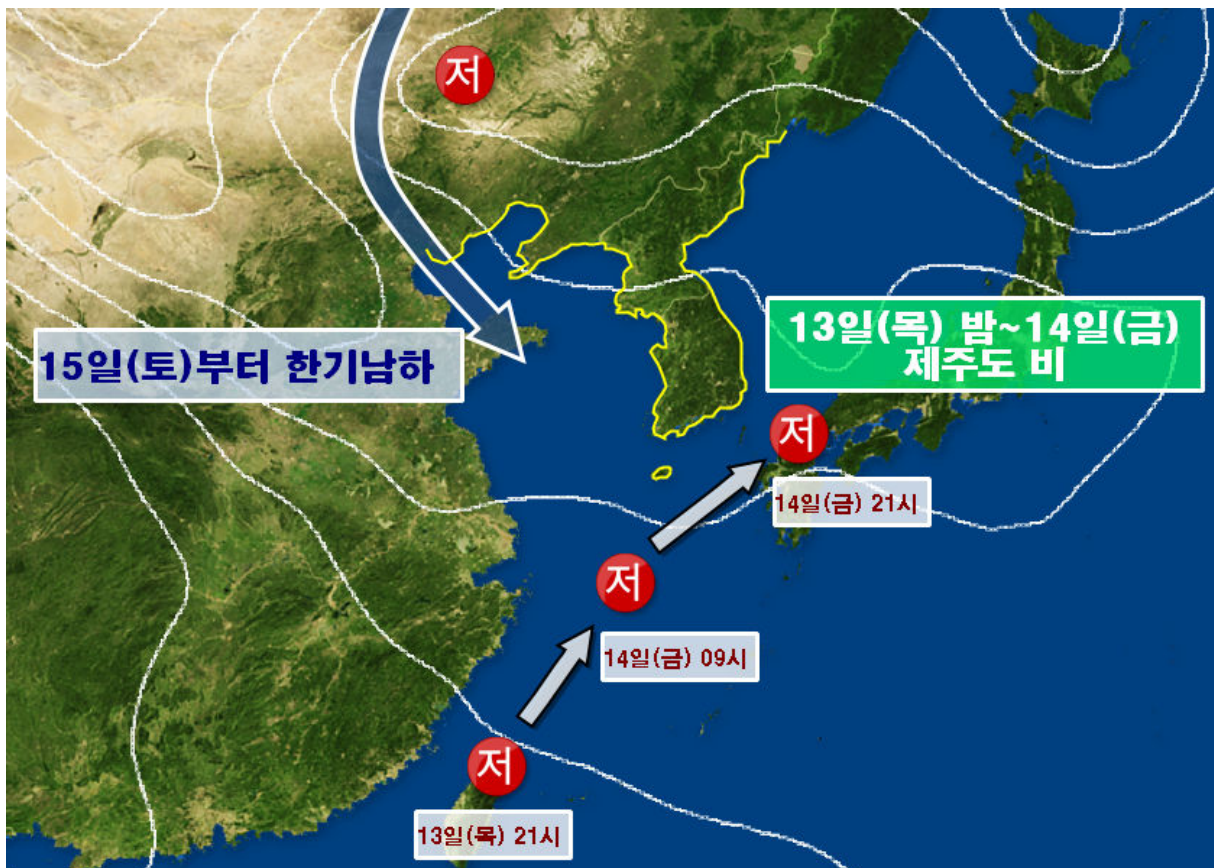 저
15일(토)부터 한기남하
13일(목) 밤~14일(금)
제주도 비
저
14일(금) 21시
저
14일(금) 09시
저
13일(목) 21시